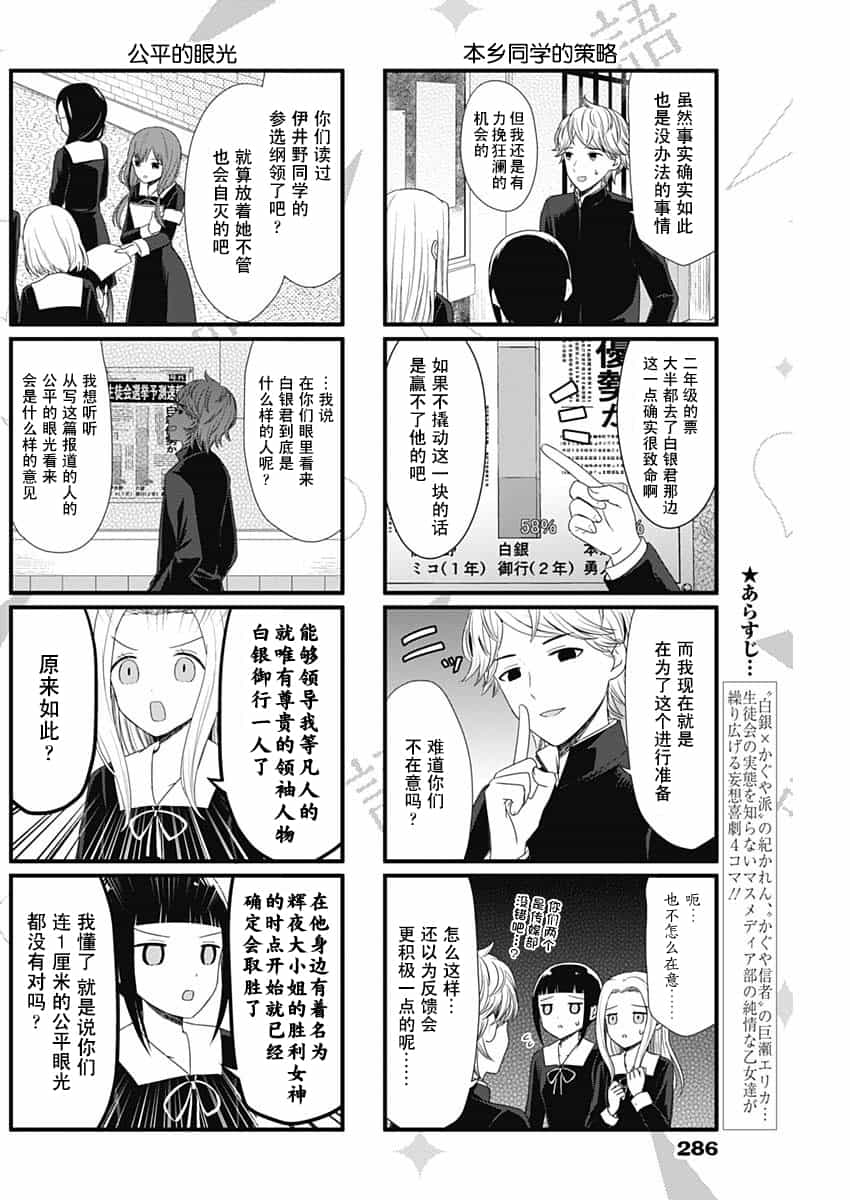 本乡同学的策略
虽然事实确实如此
也是没办法的事情
但我还是有
力挽狂澜的
机会的
二年级的票
大半都去了白银君那边
这一点确实很致命啊
如果不撬动这一块的话
是赢不了他的吧
優勢か
58%
%
ミコ(1年)
白銀
御行(2年)
本
勇
而我现在就是
在为了这个进行准备
难道你们
不在意吗？
呃…
也不怎么在意……
你们两个
是传媒部
没错吧…？
怎么这样…
还以为反馈会
更积极一点的呢……
公平的眼光
你们读过
伊井野同学的
参选纲领了吧？
就算放着她不管
也会自灭的吧
…我说
在你们眼里看来
白银君到底是
什么样的人呢？
生徒会選挙予測速
我想听听
从写这篇报道的人的
公平的眼光看来
会是什么样的意见
能够领导我等凡人的
就唯有尊贵的领袖人物
白银御行一人了
原来如此？
在他身边有着名为
辉夜大小姐的胜利女神
的时点开始就已经
确定会取胜了
我懂了 就是说你们
连1厘米的公平眼光
都没有对吗？
★あらすじ…
〝白銀×かぐや派〟の紀かれん、〝かぐや信者〟の巨瀬エリカ…
生徒会の実態を知らないマスメディア部の純情な乙女達が
繰り広げる妄想喜劇4コマ!!
286
語